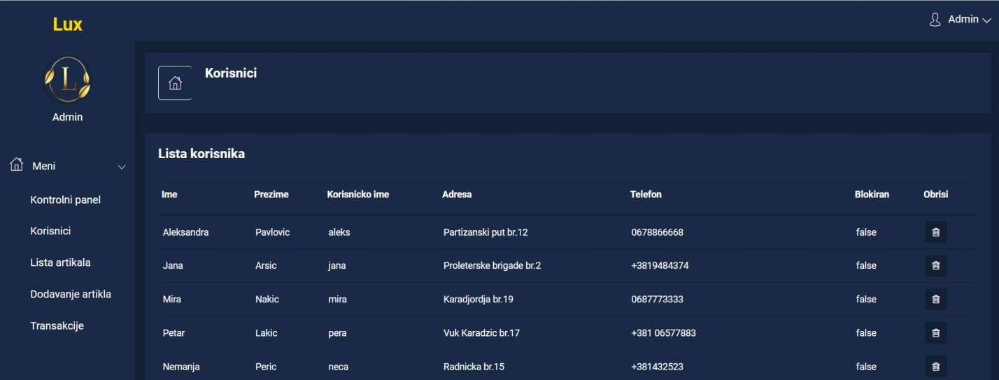 Lux
Admin
L
Admin
Meni
Kontrolni panel
Korisnici
Lista artikala
Dodavanje artikla
Transakcije
Korisnici
Lista korisnika
Ime Prezime Korisnicko ime Adresa Telefon Blokiran Obrisi
Aleksandra Pavlovic aleks Partizanski put br.12 0678866668 false
Jana Arsic jana Proleterske brigade br.2 +3819484374 false
Mira Nakic mira Karadjordja br.19 0687773333 false
Petar Lakic pera Vuk Karadzic br.17 +381 06577883 false
Nemanja Peric neca Radnicka br.15 +381432523 false